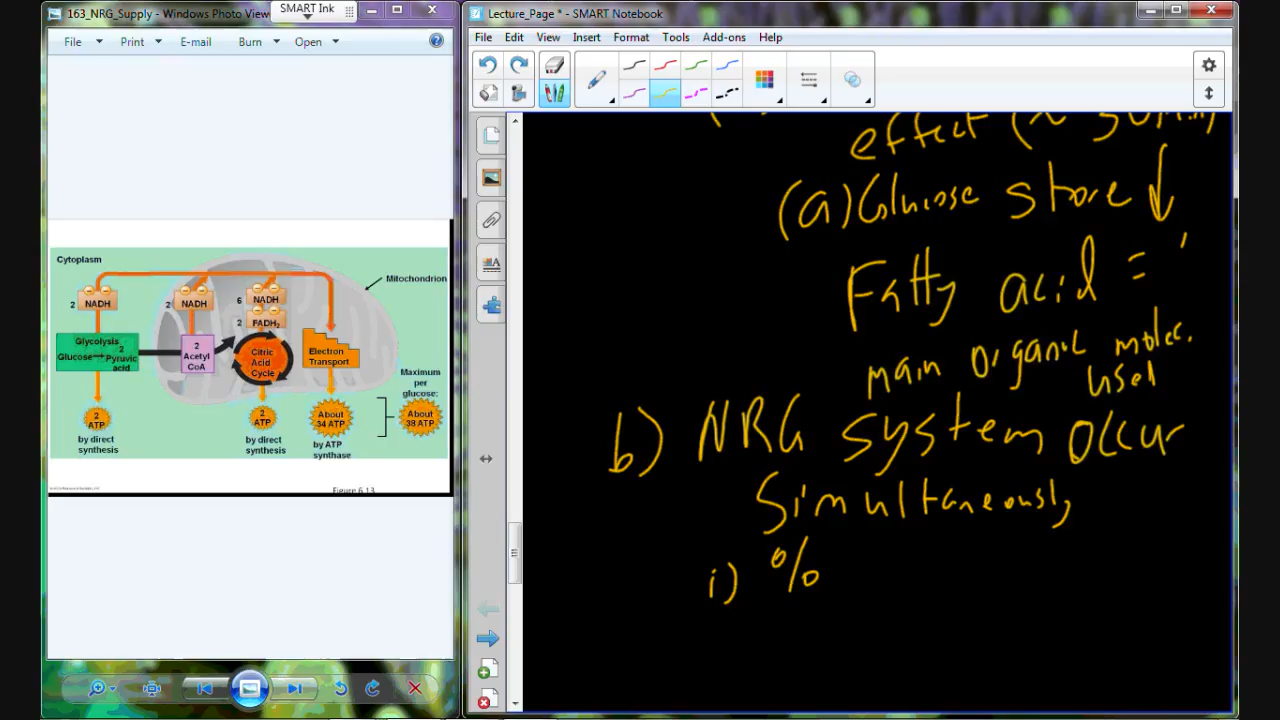 163_NRG_Supply - Windows Photo View
SMART Ink
File Print E-mail Burn Open
Cytoplasm
Mitochondrion
2 NADH
2 NADH
6 NADH
2 FADH₂
Glycolysis
Glucose 2 Pyruvic acid
2 Acetyl CoA
Citric Acid Cycle
Electron Transport
Maximum per glucose:
2 ATP
2 ATP
About 34 ATP
About 38 ATP
by direct synthesis
by direct synthesis
by ATP synthase
Figure 6.13
Lecture_Page * - SMART Notebook
File Edit View Insert Format Tools Add-ons Help
effect (~
(a) Glucose store ↓
Fatty acid =
main organic molec.
used
b) NRG system occur
Simultaneously
i) %